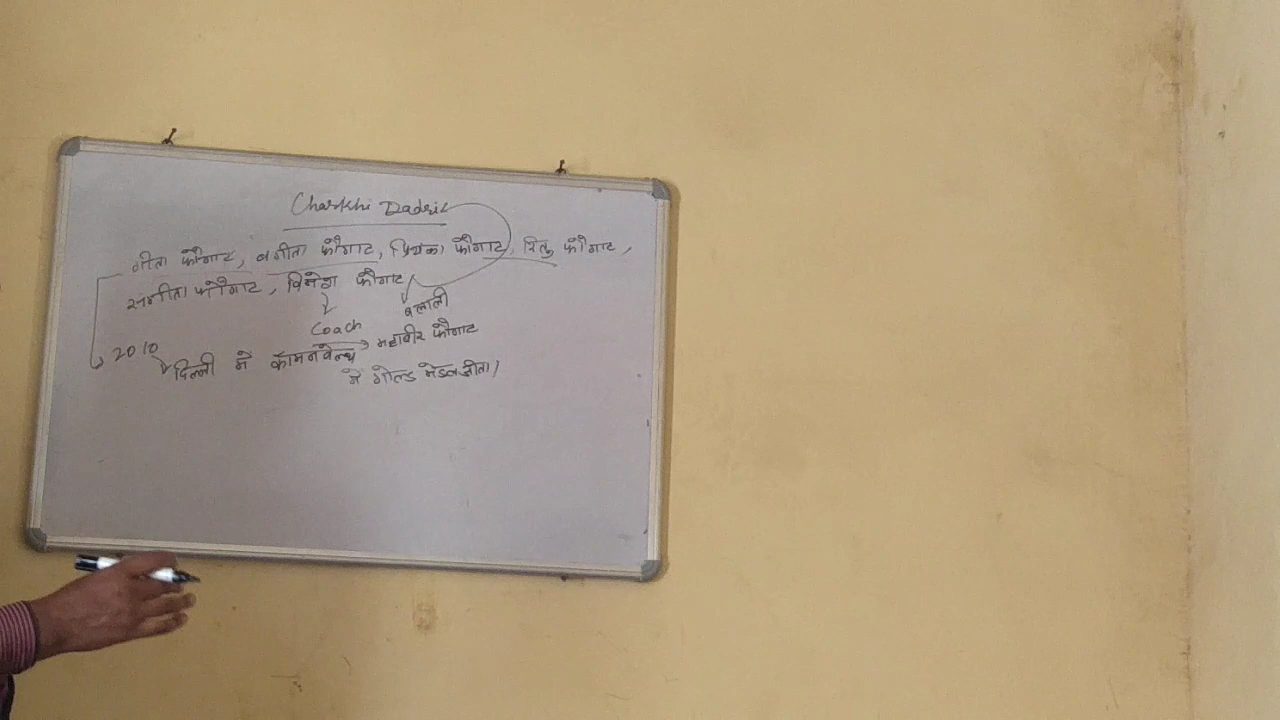 Charkhi Dadri
गीता फौगाट, बबीता फौगाट, प्रियंका फौगाट, रितु फौगाट,
संगीता फौगाट, विनेश फौगाट
बलाली
Coach
महावीर फौगाट
2010
दिल्ली में कॉमनवेल्थ
में गोल्ड मेडल जीता।